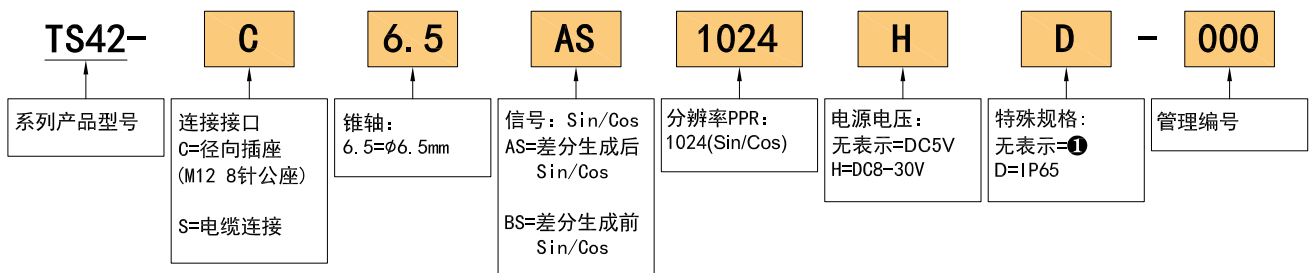 TS42- C 6.5 AS 1024 H D - 000
系列产品型号
连接接口
C=径向插座
(M12 8针公座)
S=电缆连接
锥轴:
6.5=Ø6.5mm
信号: Sin/Cos
AS=差分生成后
Sin/Cos
BS=差分生成前
Sin/Cos
分辨率PPR:
1024(Sin/Cos)
电源电压:
无表示=DC5V
H=DC8-30V
特殊规格:
无表示=❶
D=IP65
管理编号